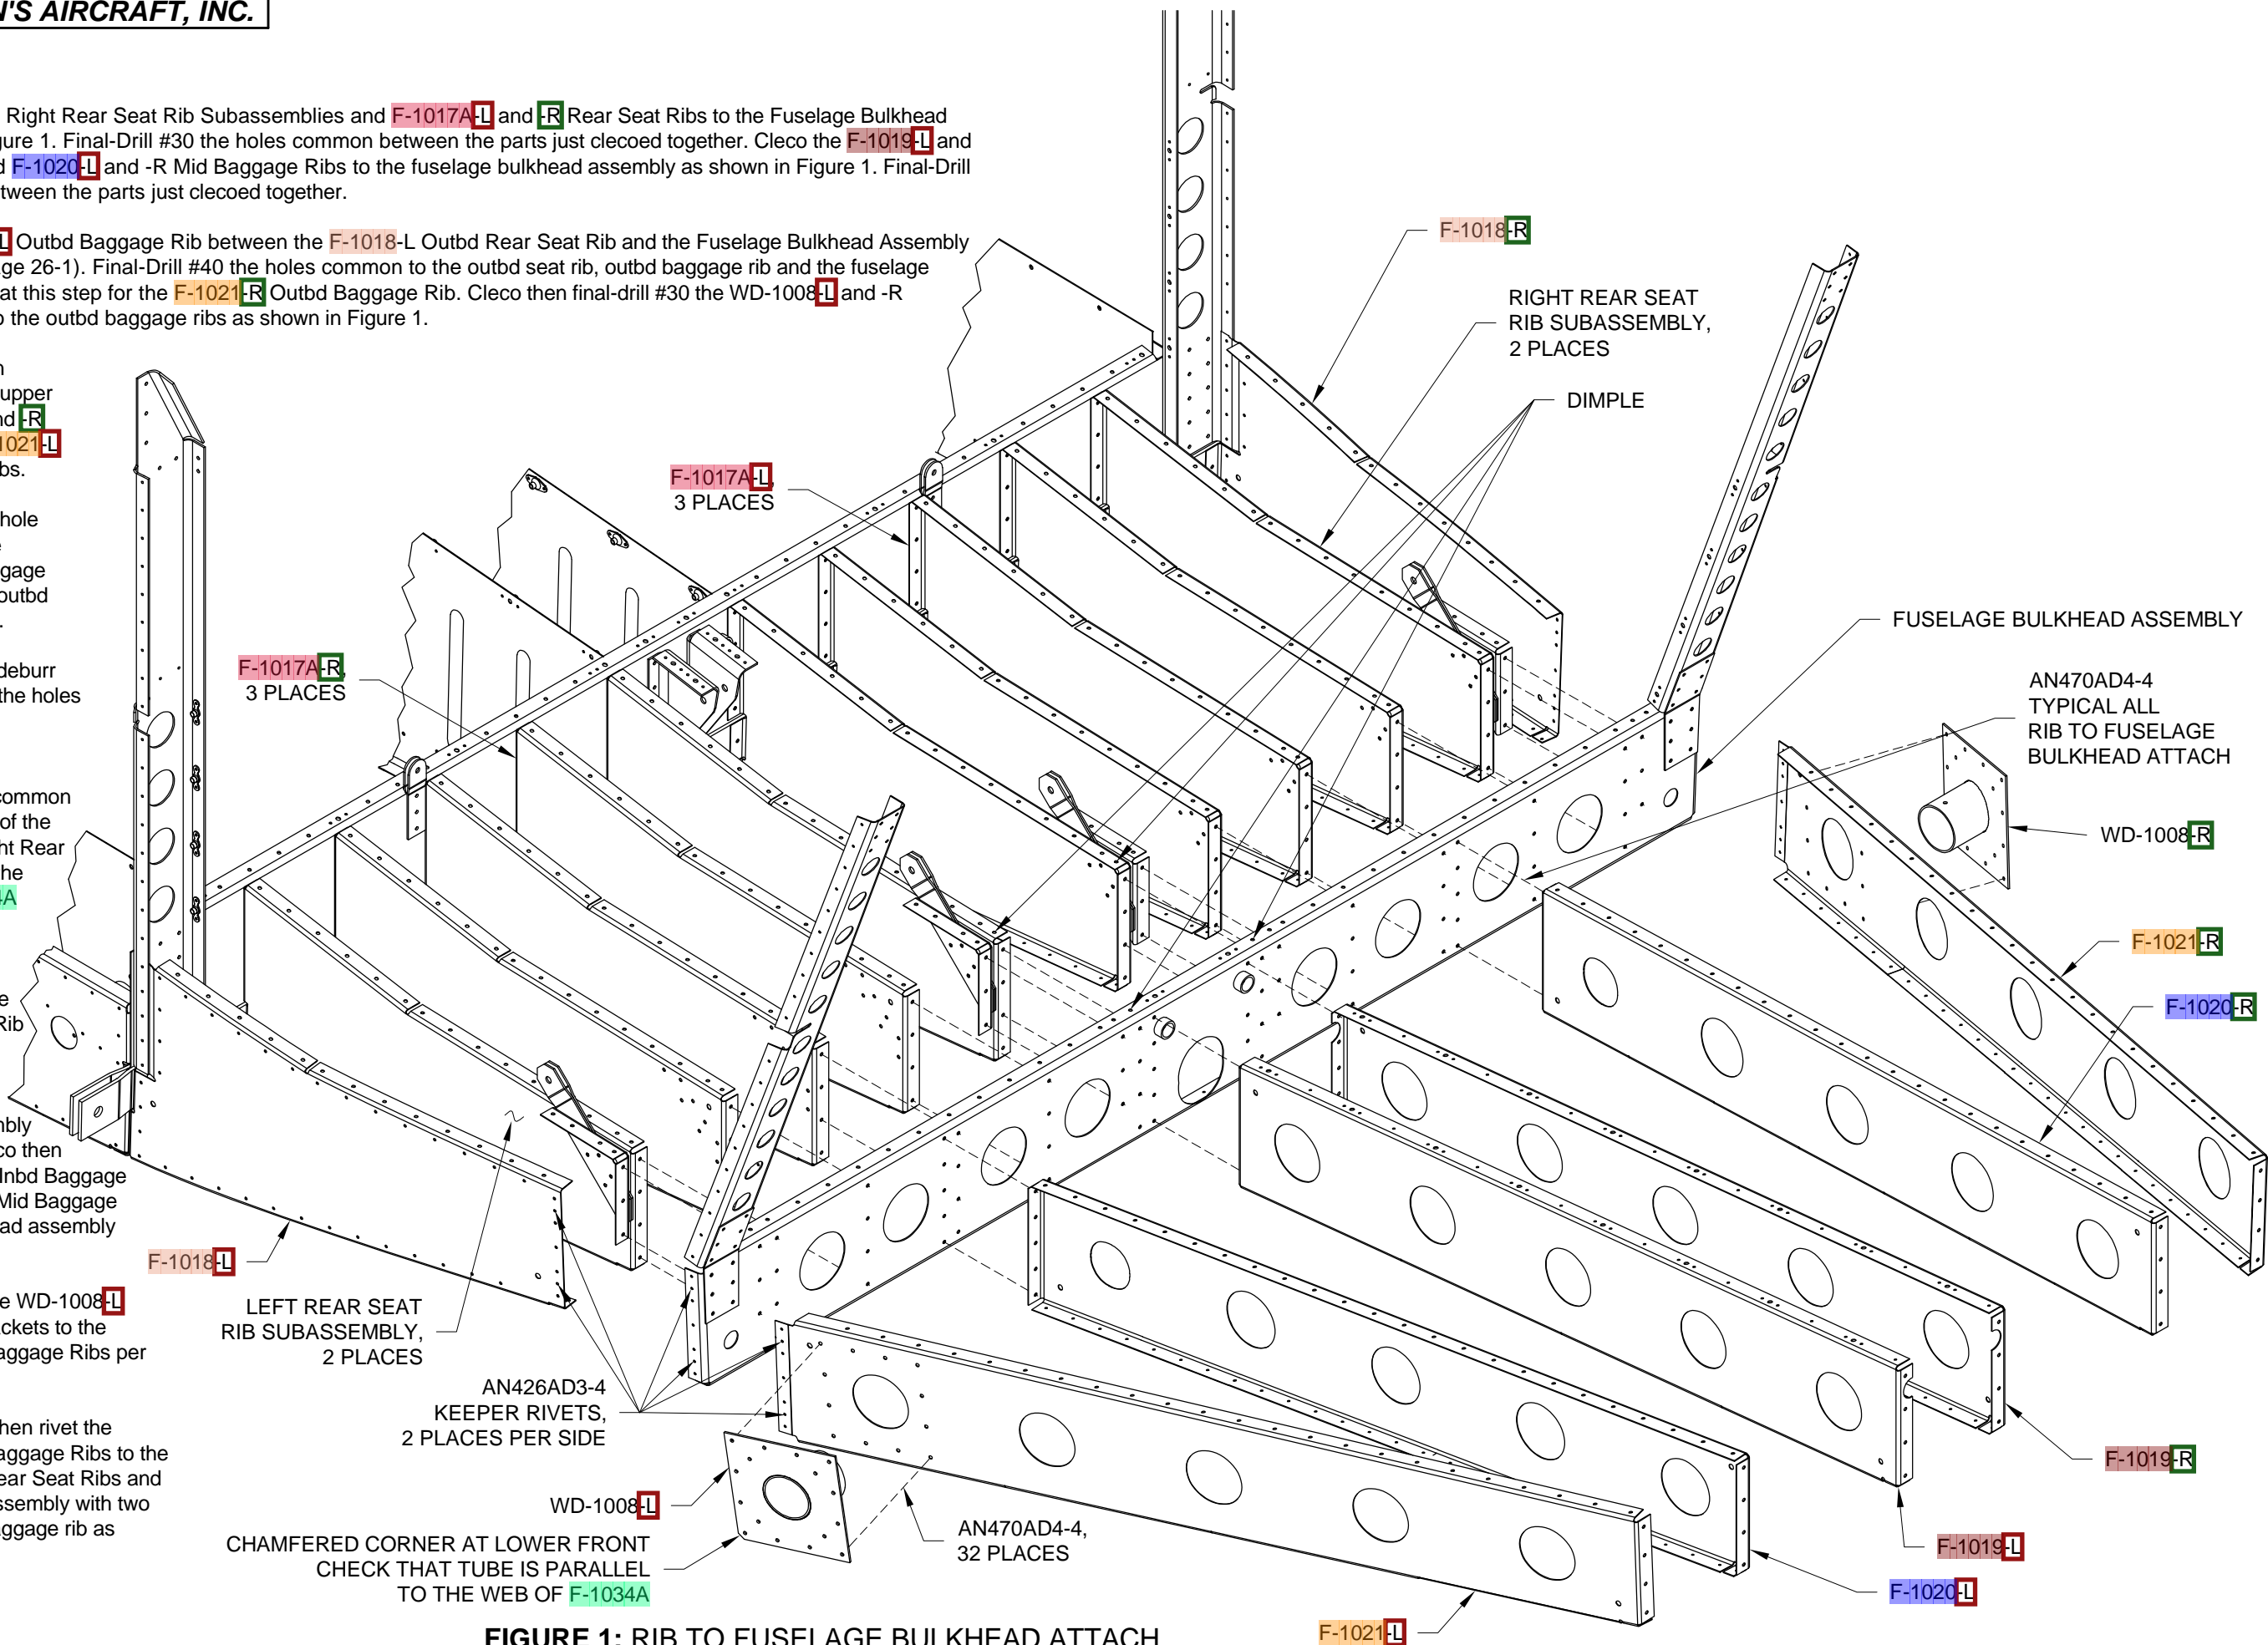 N'S AIRCRAFT, INC.
Right Rear Seat Rib Subassemblies and F-1017A-L and -R Rear Seat Ribs to the Fuselage Bulkhead
gure 1. Final-Drill #30 the holes common between the parts just clecoed together. Cleco the F-1019-L and
d F-1020-L and -R Mid Baggage Ribs to the fuselage bulkhead assembly as shown in Figure 1. Final-Drill
tween the parts just clecoed together.
L Outbd Baggage Rib between the F-1018-L Outbd Rear Seat Rib and the Fuselage Bulkhead Assembly
ge 26-1). Final-Drill #40 the holes common to the outbd seat rib, outbd baggage rib and the fuselage
at this step for the F-1021-R Outbd Baggage Rib. Cleco then final-drill #30 the WD-1008-L and -R
o the outbd baggage ribs as shown in Figure 1.
n
upper
nd -R
1021-L
bs.
hole
e
ggage
outbd
.
deburr
the holes
common
of the
ht Rear
he
4A
e
Rib
mbly
co then
Inbd Baggage
Mid Baggage
ad assembly
e WD-1008-L
ackets to the
aggage Ribs per
hen rivet the
aggage Ribs to the
ear Seat Ribs and
ssembly with two
aggage rib as
F-1018-R
RIGHT REAR SEAT
RIB SUBASSEMBLY,
2 PLACES
DIMPLE
F-1017A-L,
3 PLACES
F-1017A-R,
3 PLACES
FUSELAGE BULKHEAD ASSEMBLY
AN470AD4-4
TYPICAL ALL
RIB TO FUSELAGE
BULKHEAD ATTACH
WD-1008-R
F-1021-R
F-1020-R
F-1018-L
LEFT REAR SEAT
RIB SUBASSEMBLY,
2 PLACES
AN426AD3-4
KEEPER RIVETS,
2 PLACES PER SIDE
WD-1008-L
CHAMFERED CORNER AT LOWER FRONT
CHECK THAT TUBE IS PARALLEL
TO THE WEB OF F-1034A
AN470AD4-4,
32 PLACES
F-1019-R
F-1019-L
F-1020-L
F-1021-L
FIGURE 1: RIB TO FUSELAGE BULKHEAD ATTACH